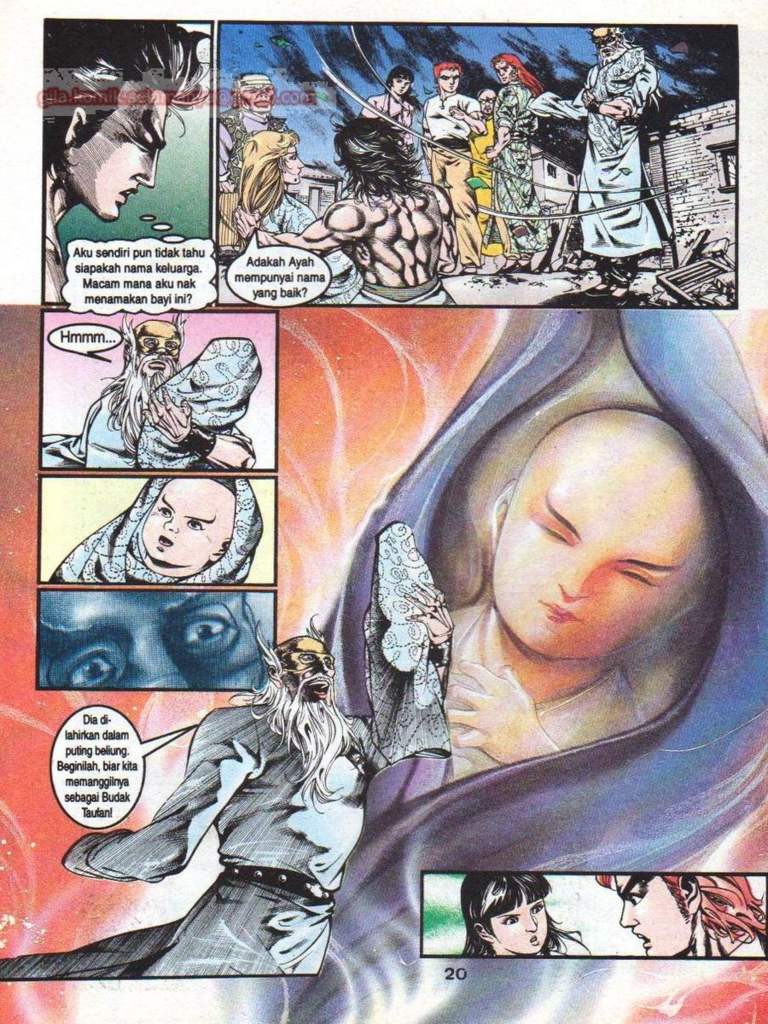 Aku sendiri pun tidak tahu
siapakah nama keluarga.
Macam mana aku nak
menamakan bayi ini?
Adakah Ayah
mempunyai nama
yang baik?
Hmmm...
Dia di-
lahirkan dalam
puting beliung.
Beginilah, biar kita
memanggilnya
sebagai Budak
Taufan!
20